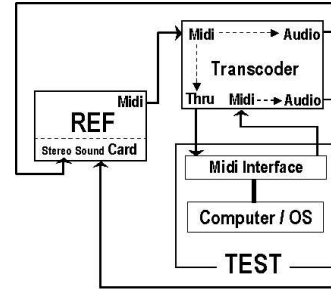 Midi Audio
Transcoder
Thru Midi Audio
Midi
REF
Stereo Sound Card
Midi Interface
Computer / OS
TEST